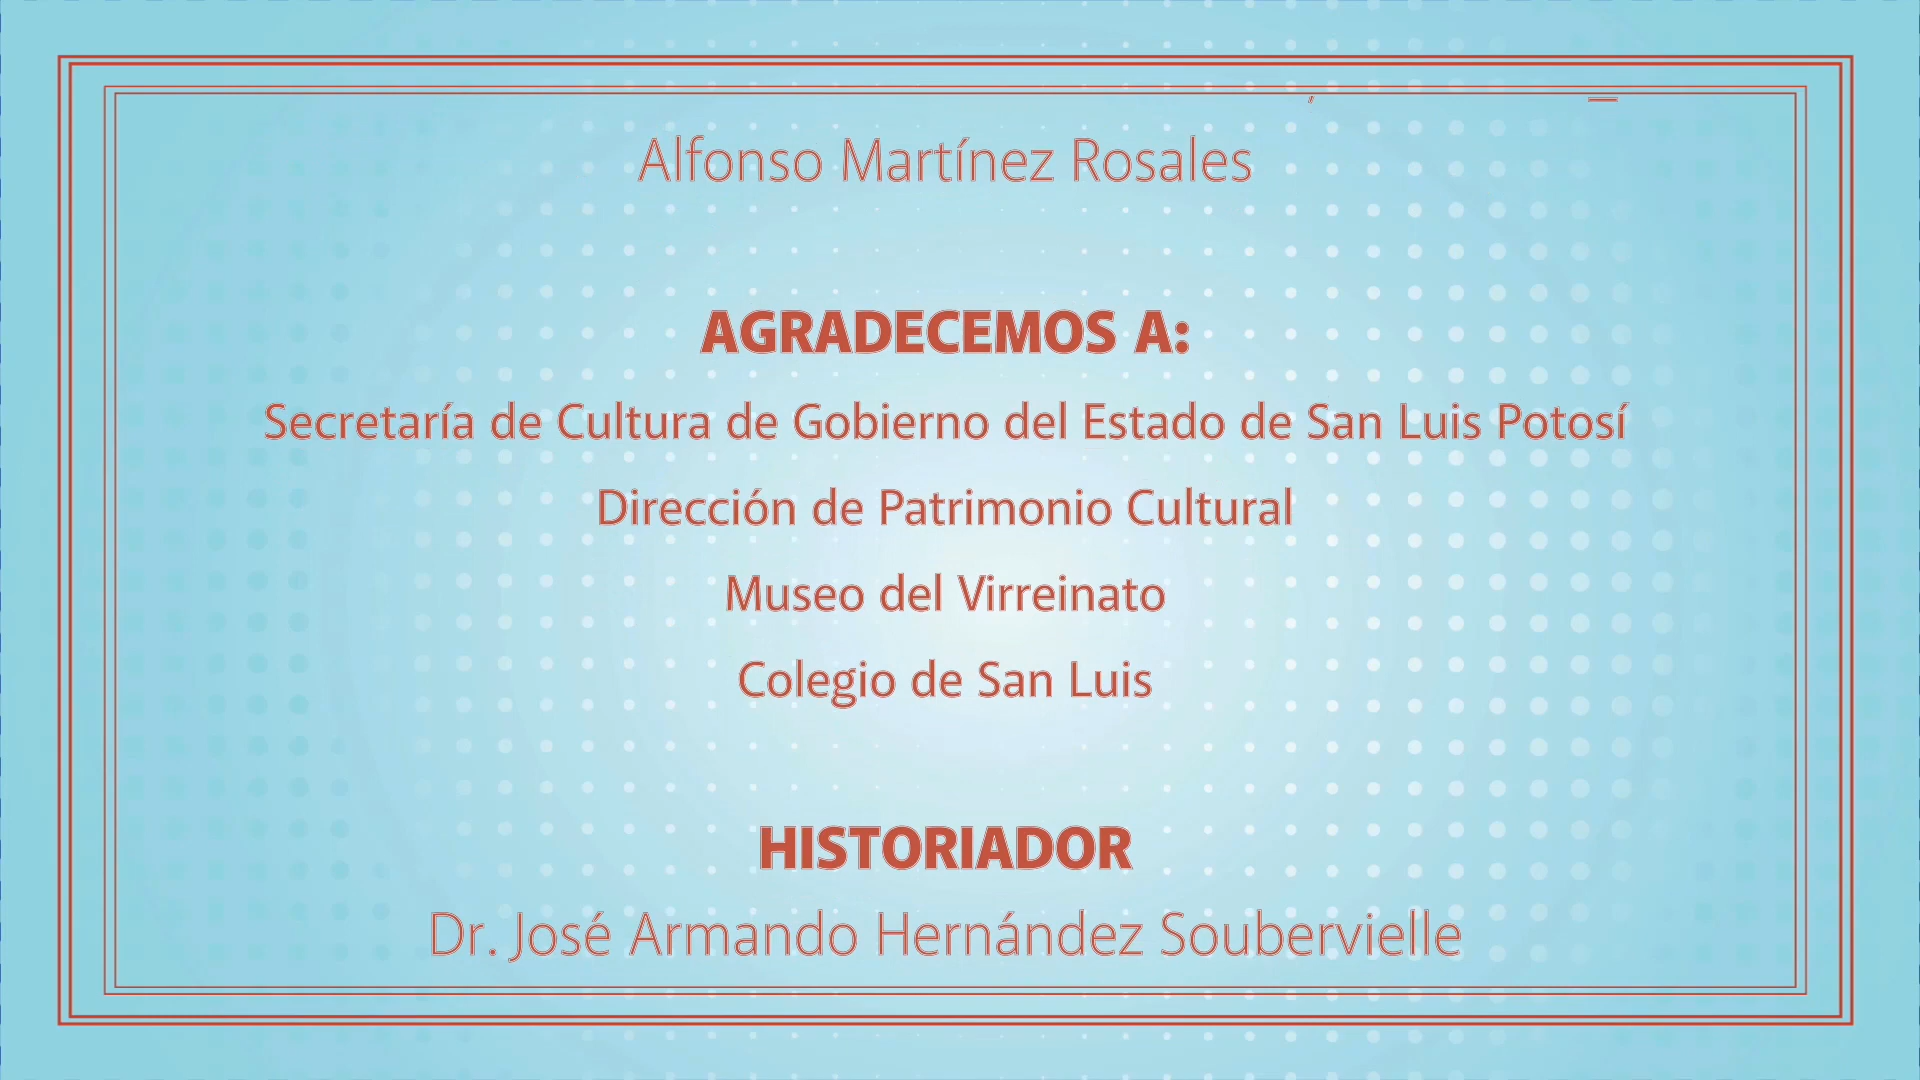 Alfonso Martínez Rosales
AGRADECEMOS A:
Secretaría de Cultura de Gobierno del Estado de San Luis Potosí
Dirección de Patrimonio Cultural
Museo del Virreinato
Colegio de San Luis
HISTORIADOR
Dr. José Armando Hernández Soubervielle